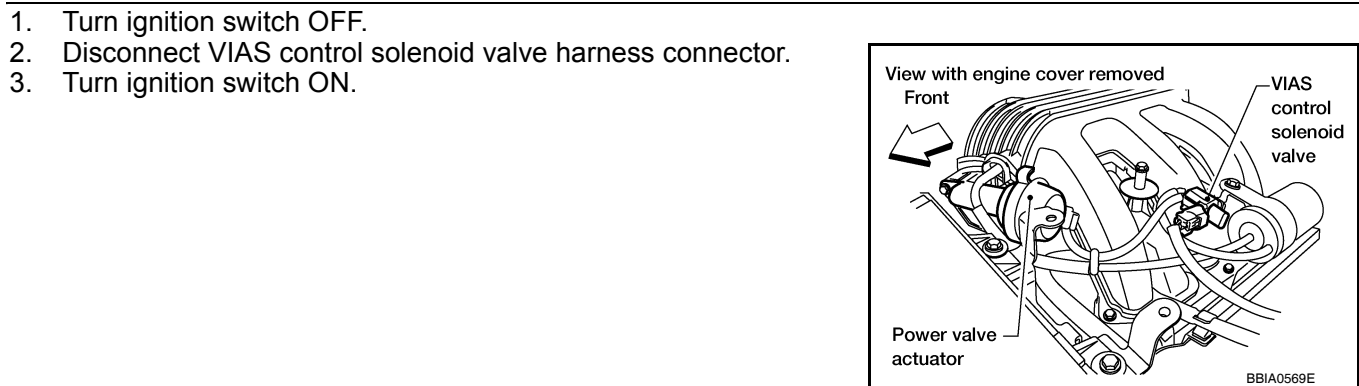 1. Turn ignition switch OFF.
2. Disconnect VIAS control solenoid valve harness connector.
3. Turn ignition switch ON.
View with engine cover removed
Front
VIAS
control
solenoid
valve
Power valve
actuator
BBIA0569E